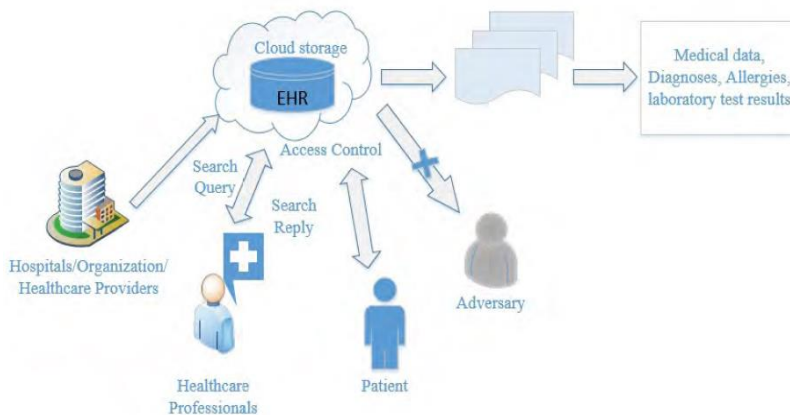 Cloud storage
EHR
Medical data,
Diagnoses, Allergies,
laboratory test results
Access Control
Search
Query
Search
Reply
Hospitals/Organization/
Healthcare Providers
Adversary
Healthcare
Professionals
Patient